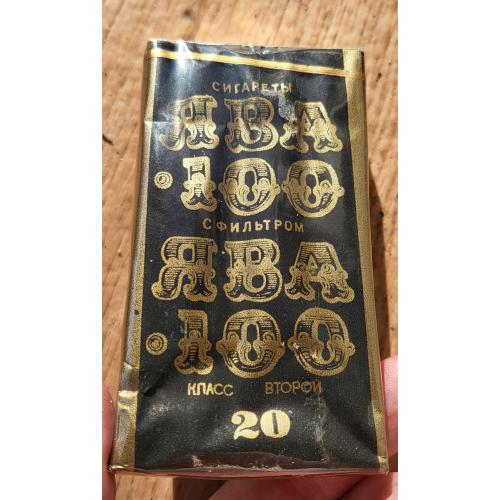 СИГАРЕТЫ
ЯВА
·100
С ФИЛЬТРОМ
ЯВА
·100
КЛАСС ВТОРОЙ
20